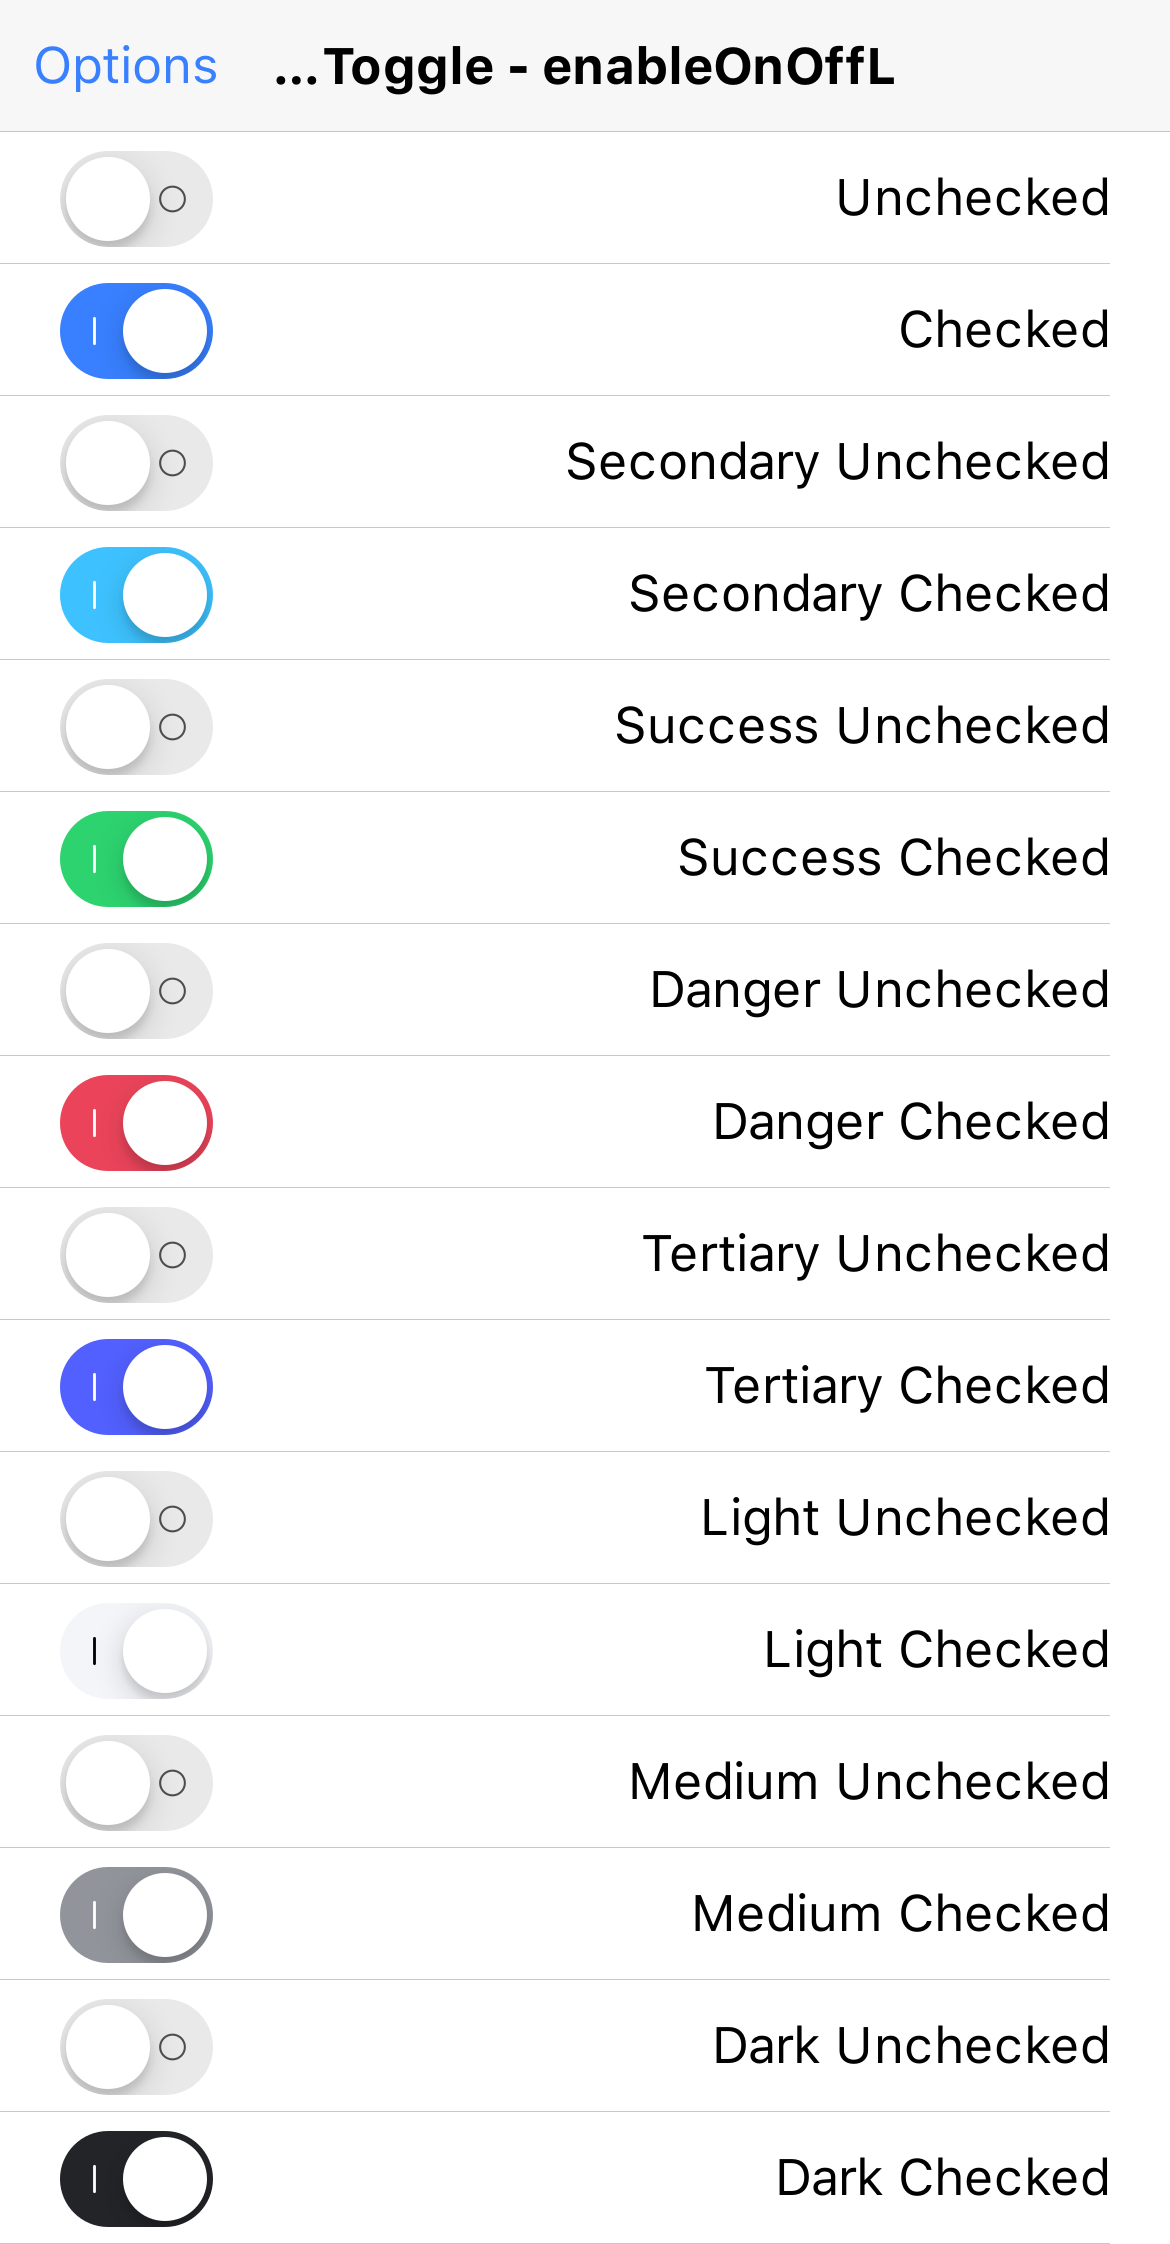 Options ...Toggle - enableOnOffL
Unchecked
Checked
Secondary Unchecked
Secondary Checked
Success Unchecked
Success Checked
Danger Unchecked
Danger Checked
Tertiary Unchecked
Tertiary Checked
Light Unchecked
Light Checked
Medium Unchecked
Medium Checked
Dark Unchecked
Dark Checked